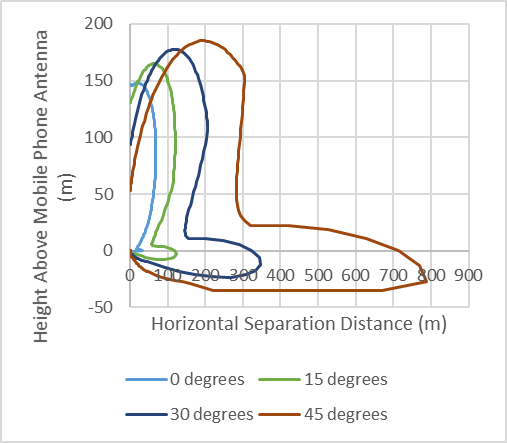 Height Above Mobile Phone Antenna
(m)
200
150
100
50
0
-50
0 100 200 300 400 500 600 700 800 900
Horizontal Separation Distance (m)
0 degrees 15 degrees
30 degrees 45 degrees